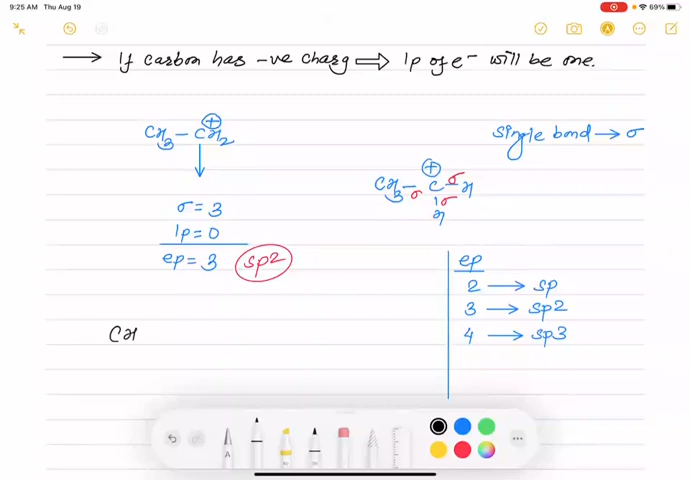 9:25 AM Thu Aug 19
69%
→ If carbon has -ve charg ⇒ lp of e⁻ will be one.
CH3 – CH2 +
single bond → σ
+
CH3 – C – H
σ σ
σ
H
σ = 3
lp = 0
ep = 3 sp2
ep
2 → sp
3 → sp2
4 → sp3
CH
A